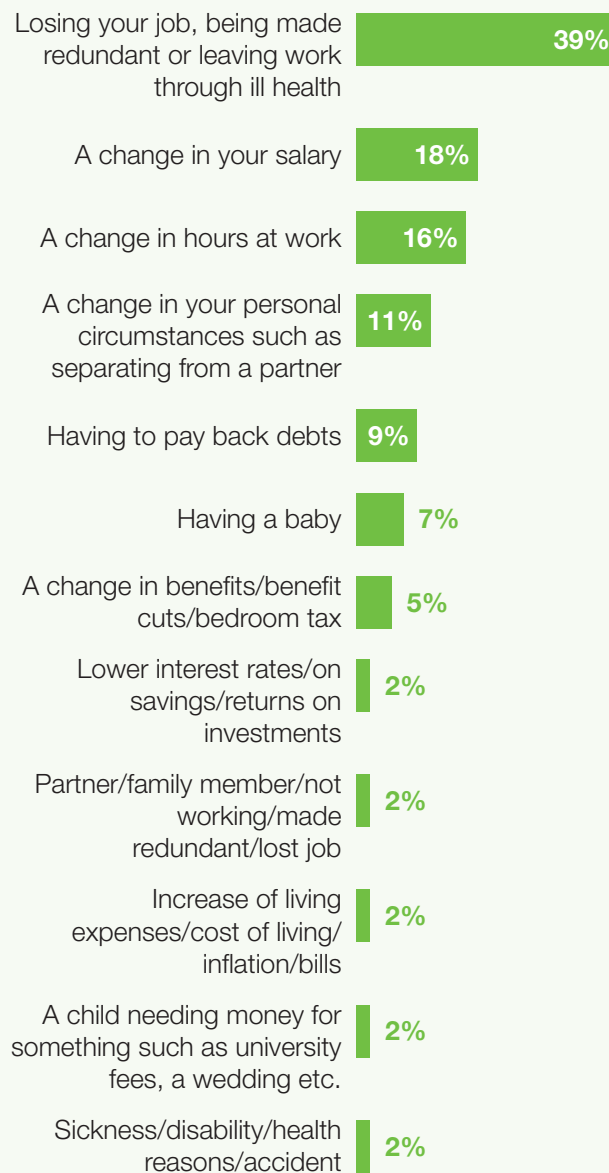 Losing your job, being made
redundant or leaving work
through ill health
39%
A change in your salary
18%
A change in hours at work
16%
A change in your personal
circumstances such as
separating from a partner
11%
Having to pay back debts
9%
Having a baby
7%
A change in benefits/benefit
cuts/bedroom tax
5%
Lower interest rates/on
savings/returns on
investments
2%
Partner/family member/not
working/made
redundant/lost job
2%
Increase of living
expenses/cost of living/
inflation/bills
2%
A child needing money for
something such as university
fees, a wedding etc.
2%
Sickness/disability/health
reasons/accident
2%